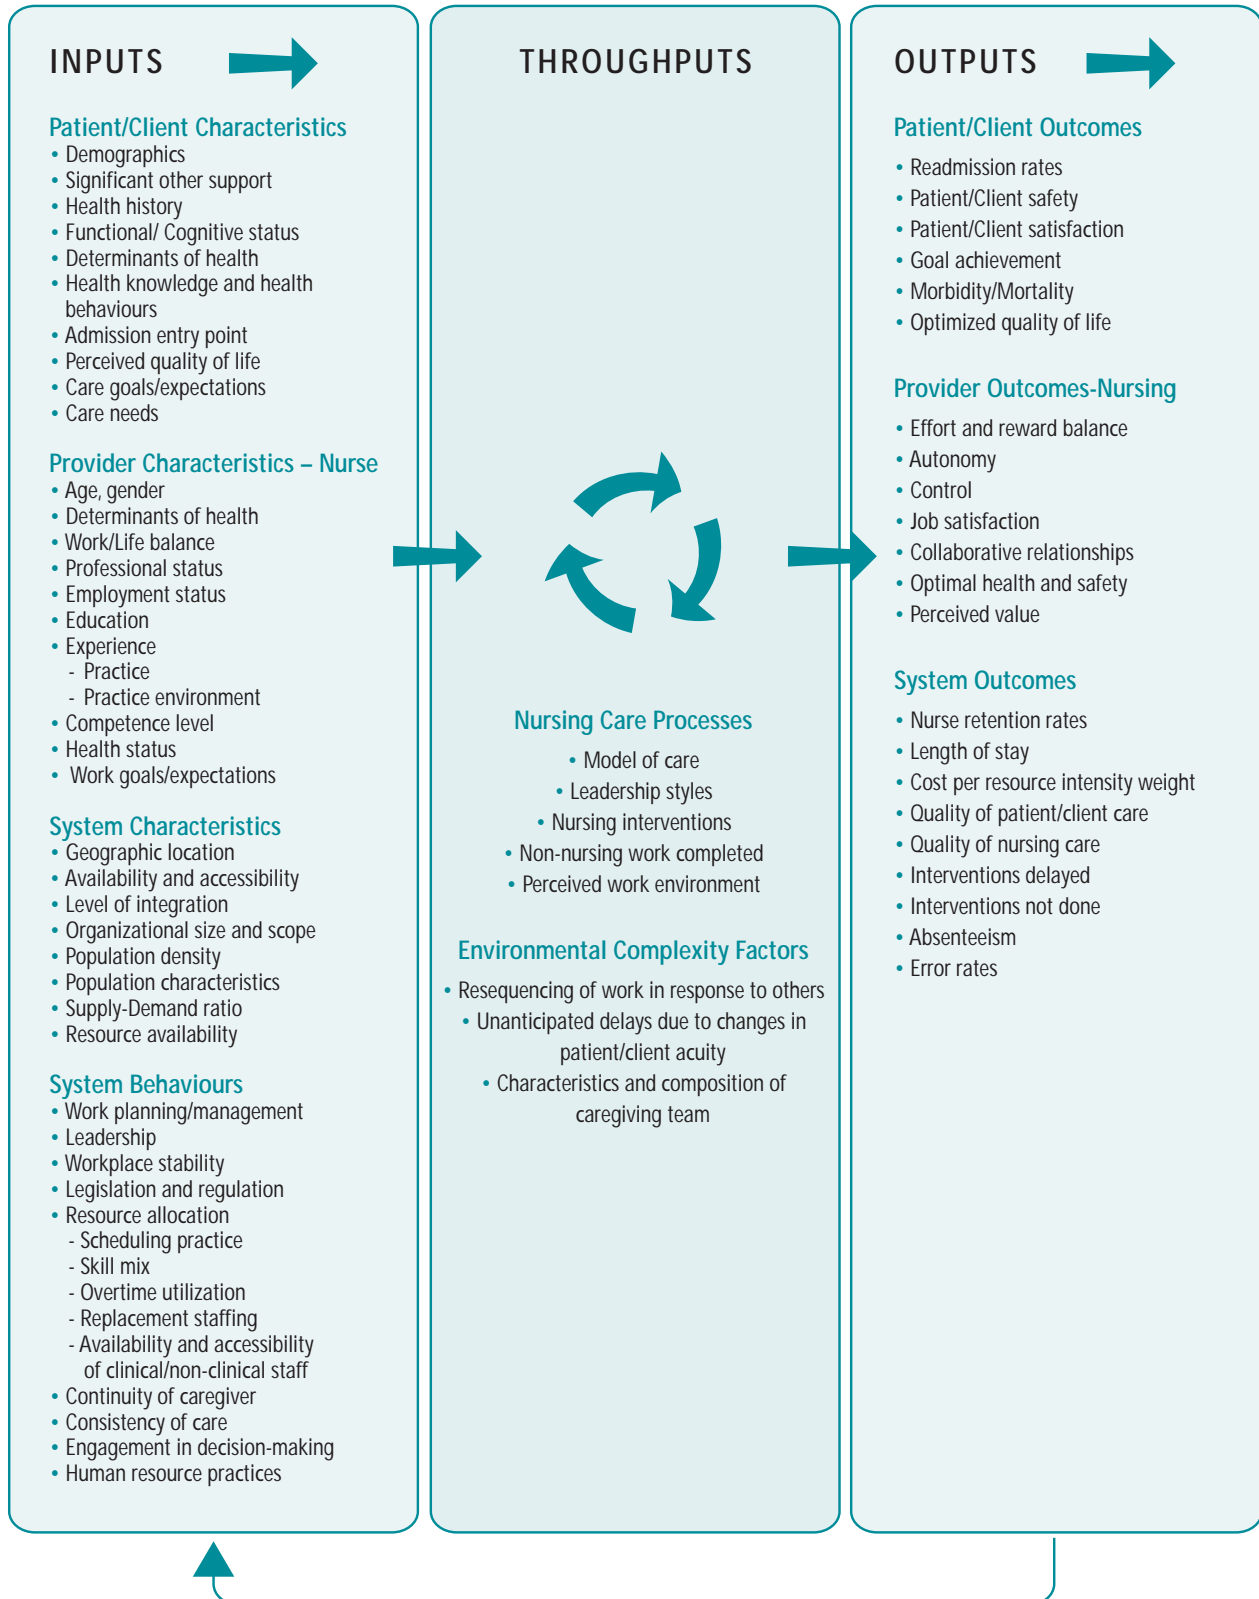 INPUTS
Patient/Client Characteristics
• Demographics
• Significant other support
• Health history
• Functional/ Cognitive status
• Determinants of health
• Health knowledge and health
behaviours
• Admission entry point
• Perceived quality of life
• Care goals/expectations
• Care needs
Provider Characteristics – Nurse
• Age, gender
• Determinants of health
• Work/Life balance
• Professional status
• Employment status
• Education
• Experience
- Practice
- Practice environment
• Competence level
• Health status
• Work goals/expectations
System Characteristics
• Geographic location
• Availability and accessibility
• Level of integration
• Organizational size and scope
• Population density
• Population characteristics
• Supply-Demand ratio
• Resource availability
System Behaviours
• Work planning/management
• Leadership
• Workplace stability
• Legislation and regulation
• Resource allocation
- Scheduling practice
- Skill mix
- Overtime utilization
- Replacement staffing
- Availability and accessibility
of clinical/non-clinical staff
• Continuity of caregiver
• Consistency of care
• Engagement in decision-making
• Human resource practices
THROUGHPUTS
Nursing Care Processes
• Model of care
• Leadership styles
• Nursing interventions
• Non-nursing work completed
• Perceived work environment
Environmental Complexity Factors
• Resequencing of work in response to others
• Unanticipated delays due to changes in
patient/client acuity
• Characteristics and composition of
caregiving team
OUTPUTS
Patient/Client Outcomes
• Readmission rates
• Patient/Client safety
• Patient/Client satisfaction
• Goal achievement
• Morbidity/Mortality
• Optimized quality of life
Provider Outcomes-Nursing
• Effort and reward balance
• Autonomy
• Control
• Job satisfaction
• Collaborative relationships
• Optimal health and safety
• Perceived value
System Outcomes
• Nurse retention rates
• Length of stay
• Cost per resource intensity weight
• Quality of patient/client care
• Quality of nursing care
• Interventions delayed
• Interventions not done
• Absenteeism
• Error rates